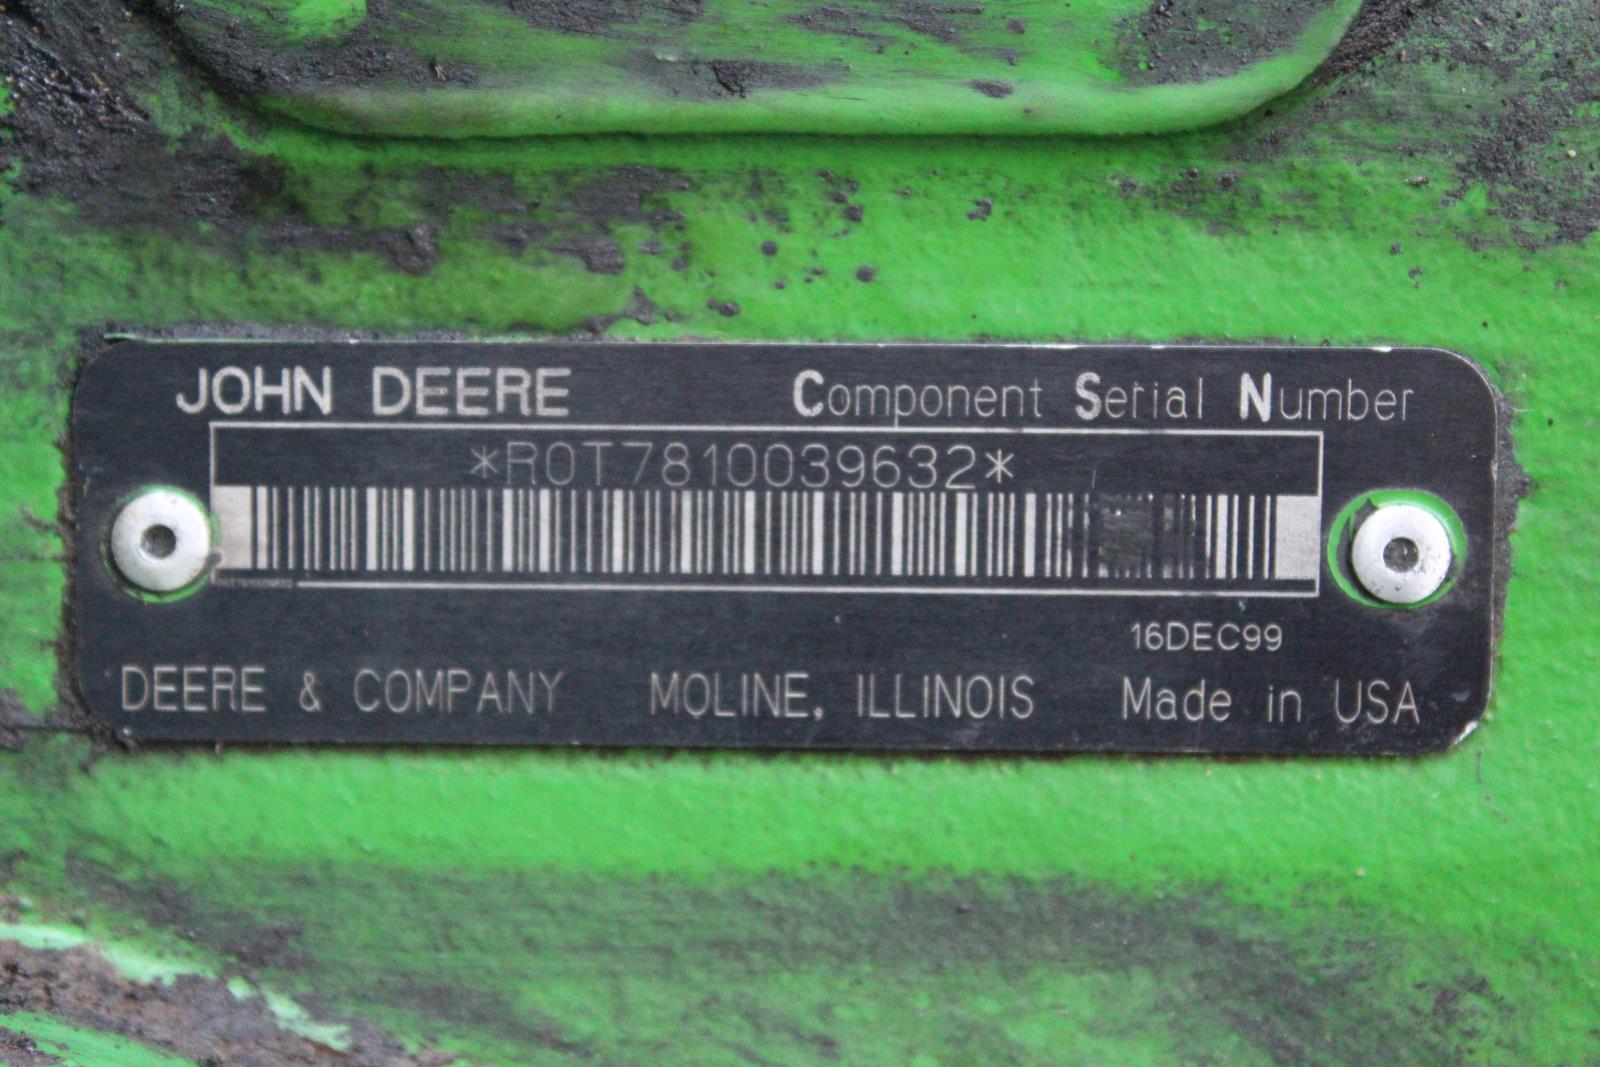 JOHN DEERE Component Serial Number
*R0T7810039632*
16DEC99
DEERE & COMPANY MOLINE, ILLINOIS Made in USA